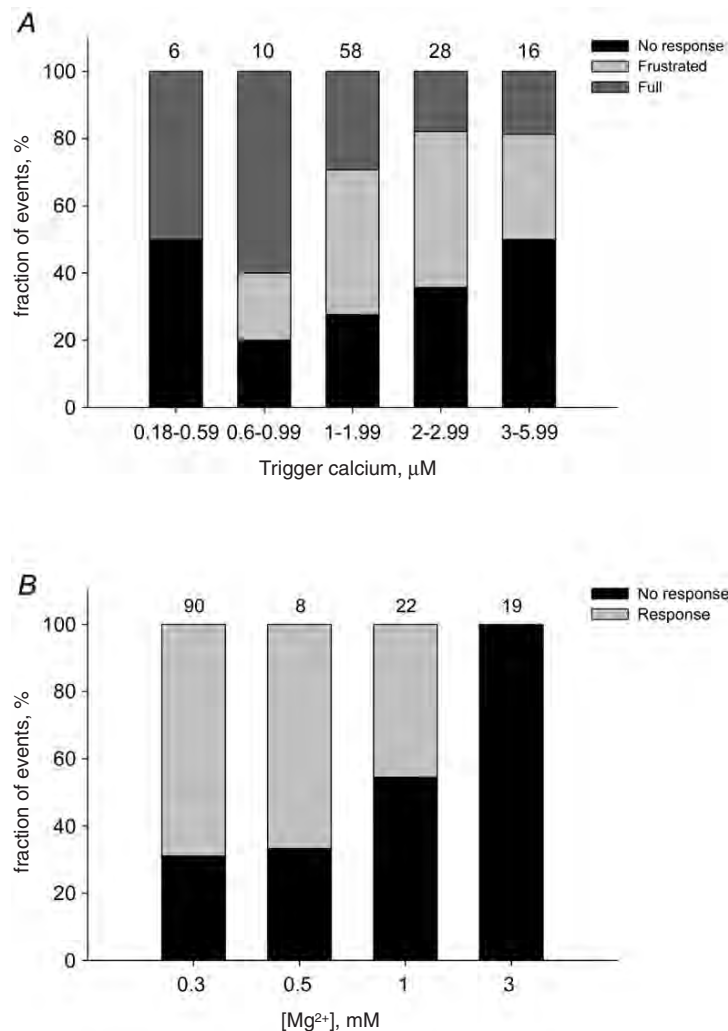 A
6 10 58 28 16
No response
Frustrated
Full
fraction of events, %
100
80
60
40
20
0
0.18-0.59 0.6-0.99 1-1.99 2-2.99 3-5.99
Trigger calcium, μM
B
90 8 22 19
No response
Response
fraction of events, %
100
80
60
40
20
0
0.3 0.5 1 3
[Mg²⁺], mM